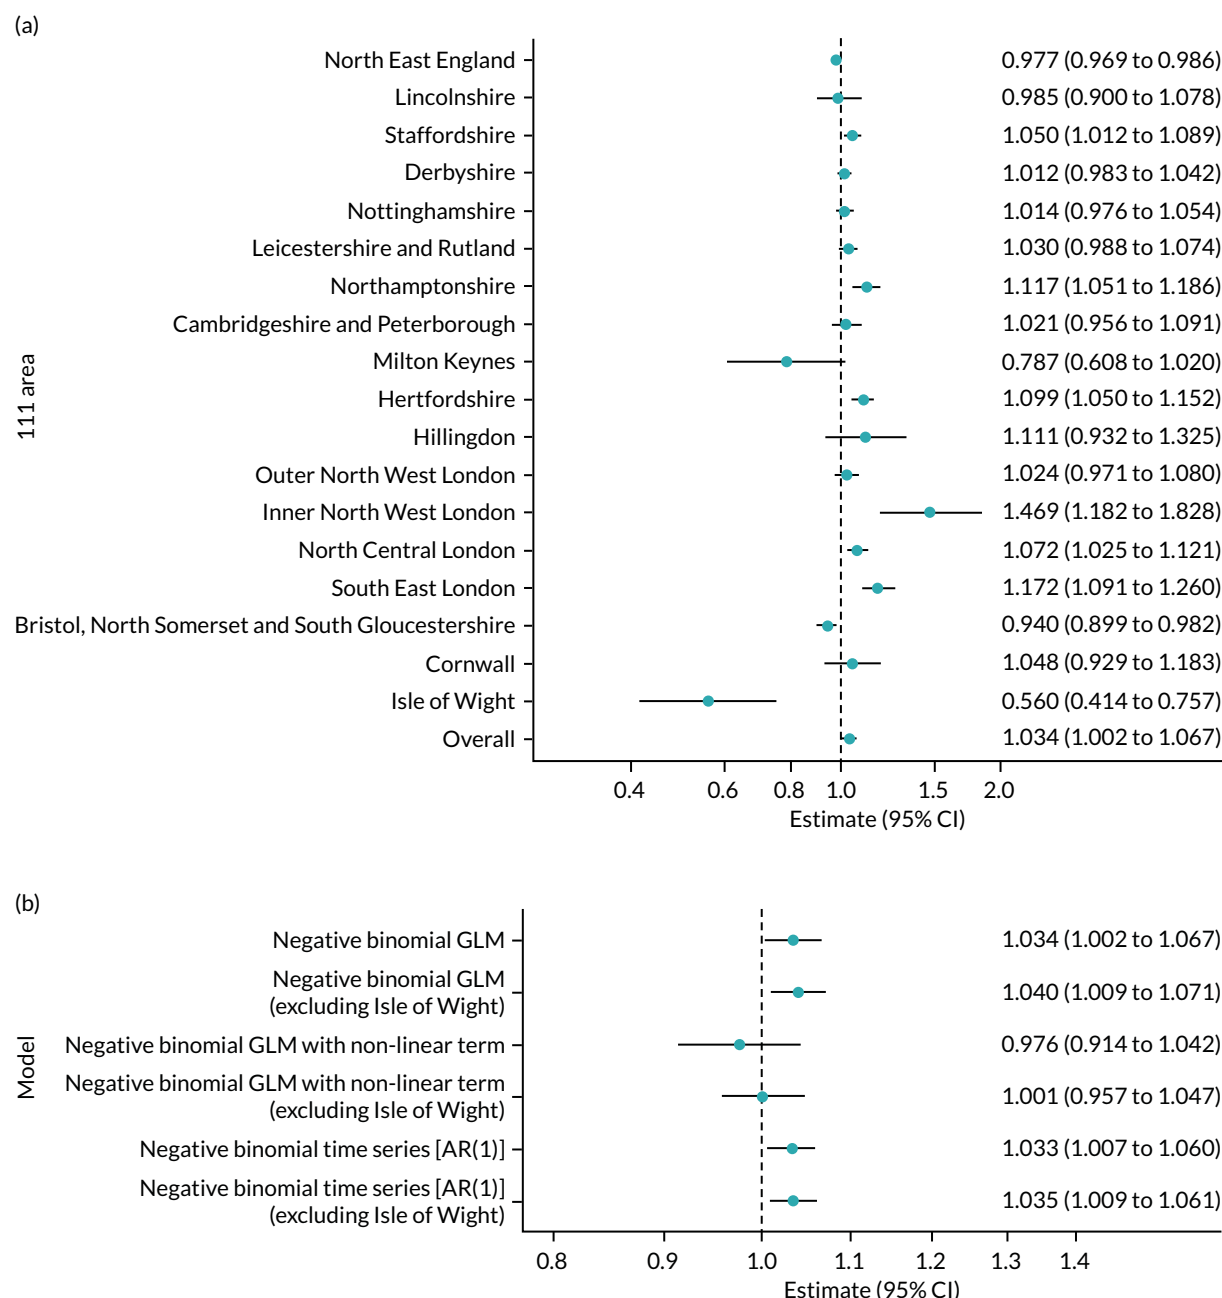 (a)
111 area
North East England 0.977 (0.969 to 0.986)
Lincolnshire 0.985 (0.900 to 1.078)
Staffordshire 1.050 (1.012 to 1.089)
Derbyshire 1.012 (0.983 to 1.042)
Nottinghamshire 1.014 (0.976 to 1.054)
Leicestershire and Rutland 1.030 (0.988 to 1.074)
Northamptonshire 1.117 (1.051 to 1.186)
Cambridgeshire and Peterborough 1.021 (0.956 to 1.091)
Milton Keynes 0.787 (0.608 to 1.020)
Hertfordshire 1.099 (1.050 to 1.152)
Hillingdon 1.111 (0.932 to 1.325)
Outer North West London 1.024 (0.971 to 1.080)
Inner North West London 1.469 (1.182 to 1.828)
North Central London 1.072 (1.025 to 1.121)
South East London 1.172 (1.091 to 1.260)
Bristol, North Somerset and South Gloucestershire 0.940 (0.899 to 0.982)
Cornwall 1.048 (0.929 to 1.183)
Isle of Wight 0.560 (0.414 to 0.757)
Overall 1.034 (1.002 to 1.067)
0.4 0.6 0.8 1.0 1.5 2.0
Estimate (95% CI)
(b)
Model
Negative binomial GLM 1.034 (1.002 to 1.067)
Negative binomial GLM
(excluding Isle of Wight) 1.040 (1.009 to 1.071)
Negative binomial GLM with non-linear term 0.976 (0.914 to 1.042)
Negative binomial GLM with non-linear term
(excluding Isle of Wight) 1.001 (0.957 to 1.047)
Negative binomial time series [AR(1)] 1.033 (1.007 to 1.060)
Negative binomial time series [AR(1)]
(excluding Isle of Wight) 1.035 (1.009 to 1.061)
0.8 0.9 1.0 1.1 1.2 1.3 1.4
Estimate (95% CI)